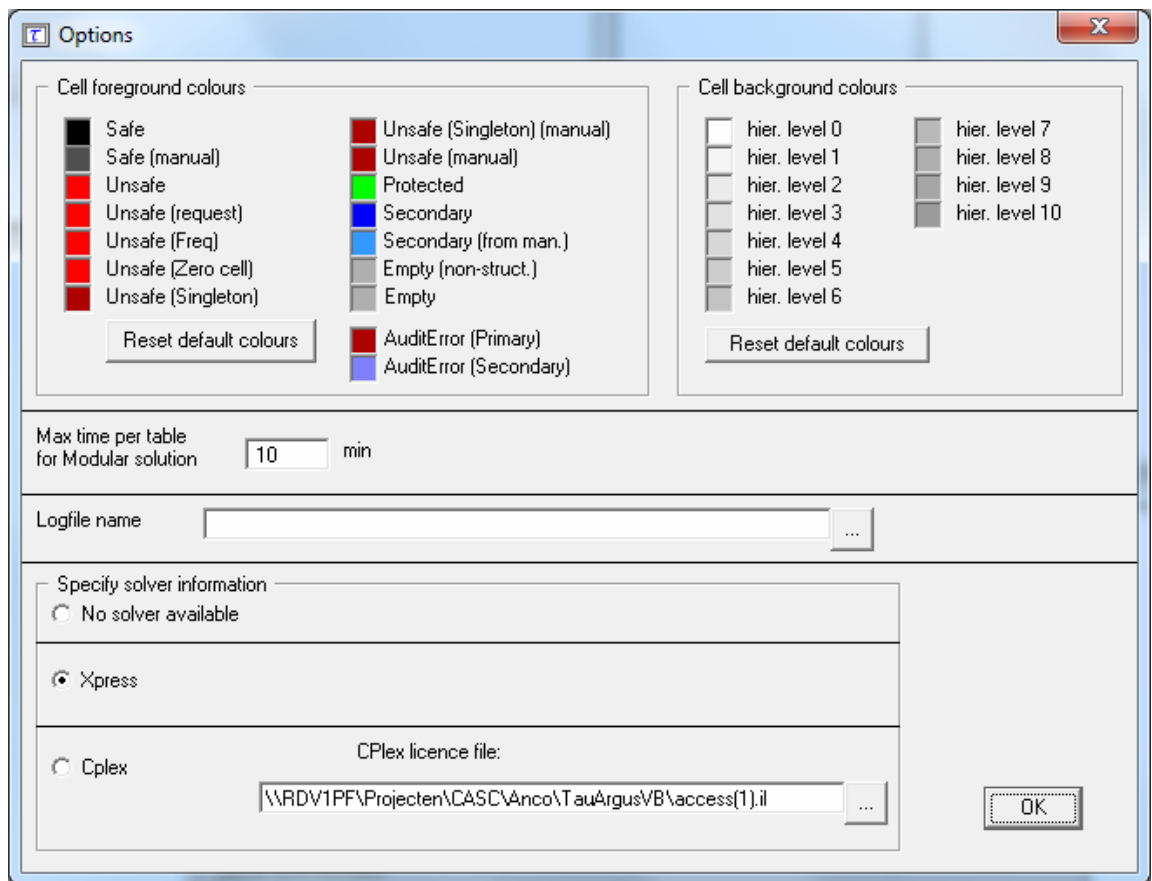 τ Options
Cell foreground colours
Safe
Safe (manual)
Unsafe
Unsafe (request)
Unsafe (Freq)
Unsafe (Zero cell)
Unsafe (Singleton)
Reset default colours
Unsafe (Singleton) (manual)
Unsafe (manual)
Protected
Secondary
Secondary (from man.)
Empty (non-struct.)
Empty
AuditError (Primary)
AuditError (Secondary)
Cell background colours
hier. level 0
hier. level 1
hier. level 2
hier. level 3
hier. level 4
hier. level 5
hier. level 6
hier. level 7
hier. level 8
hier. level 9
hier. level 10
Reset default colours
Max time per table
for Modular solution
10 min
Logfile name
...
Specify solver information
No solver available
Xpress
Cplex
CPlex licence file:
\\RDV1PF\Projecten\CASC\Anco\TauArgusVB\access(1).il
...
OK